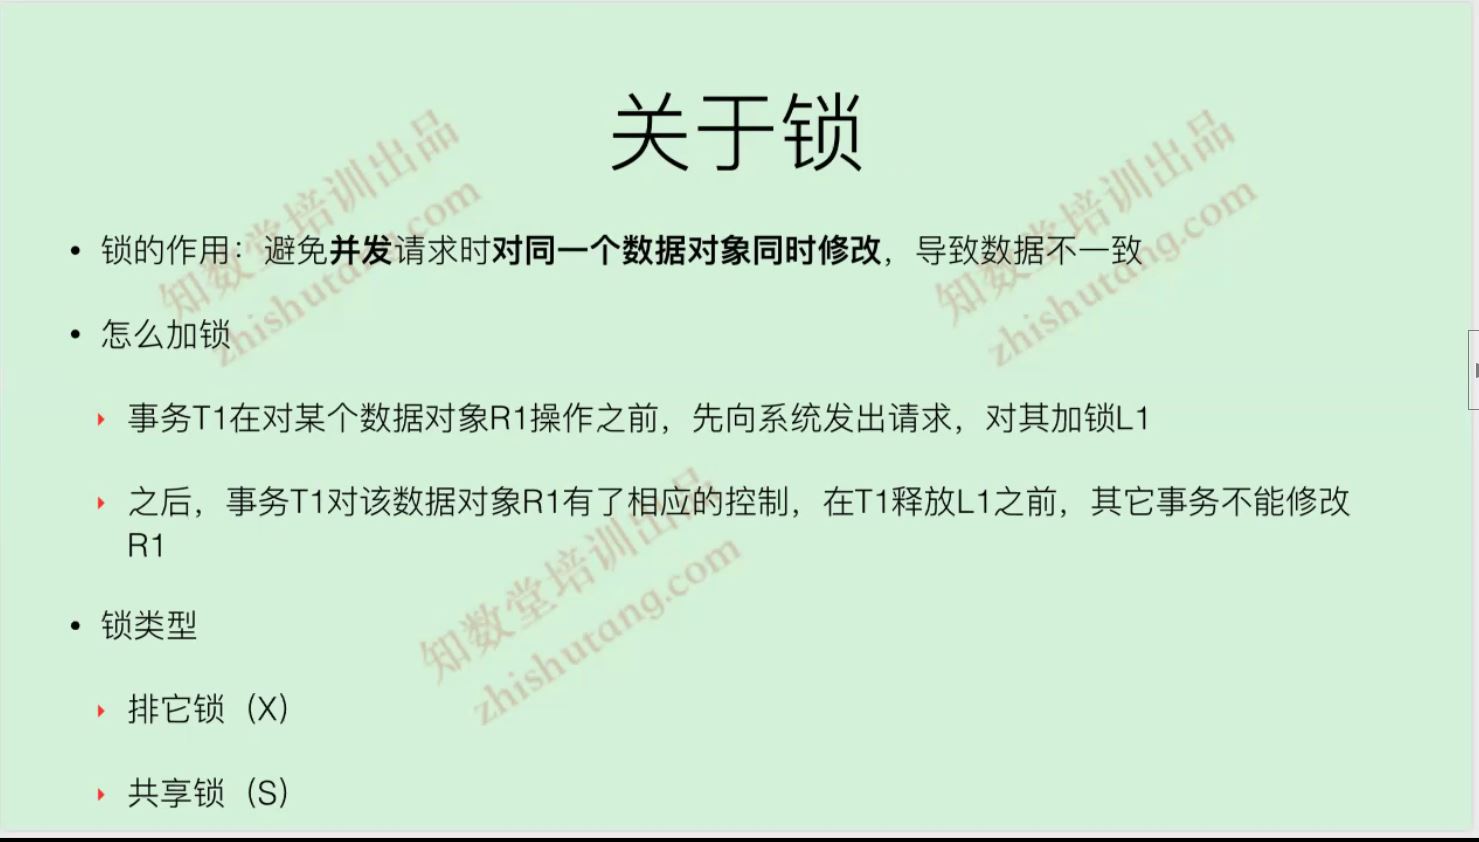 关于锁
锁的作用：避免并发请求时对同一个数据对象同时修改，导致数据不一致
怎么加锁
事务T1在对某个数据对象R1操作之前，先向系统发出请求，对其加锁L1
之后，事务T1对该数据对象R1有了相应的控制，在T1释放L1之前，其它事务不能修改
R1
锁类型
排它锁（X）
共享锁（S）
知数堂培训出品
zhishutang.com
知数堂培训出品
zhishutang.com
知数堂培训出品
zhishutang.com